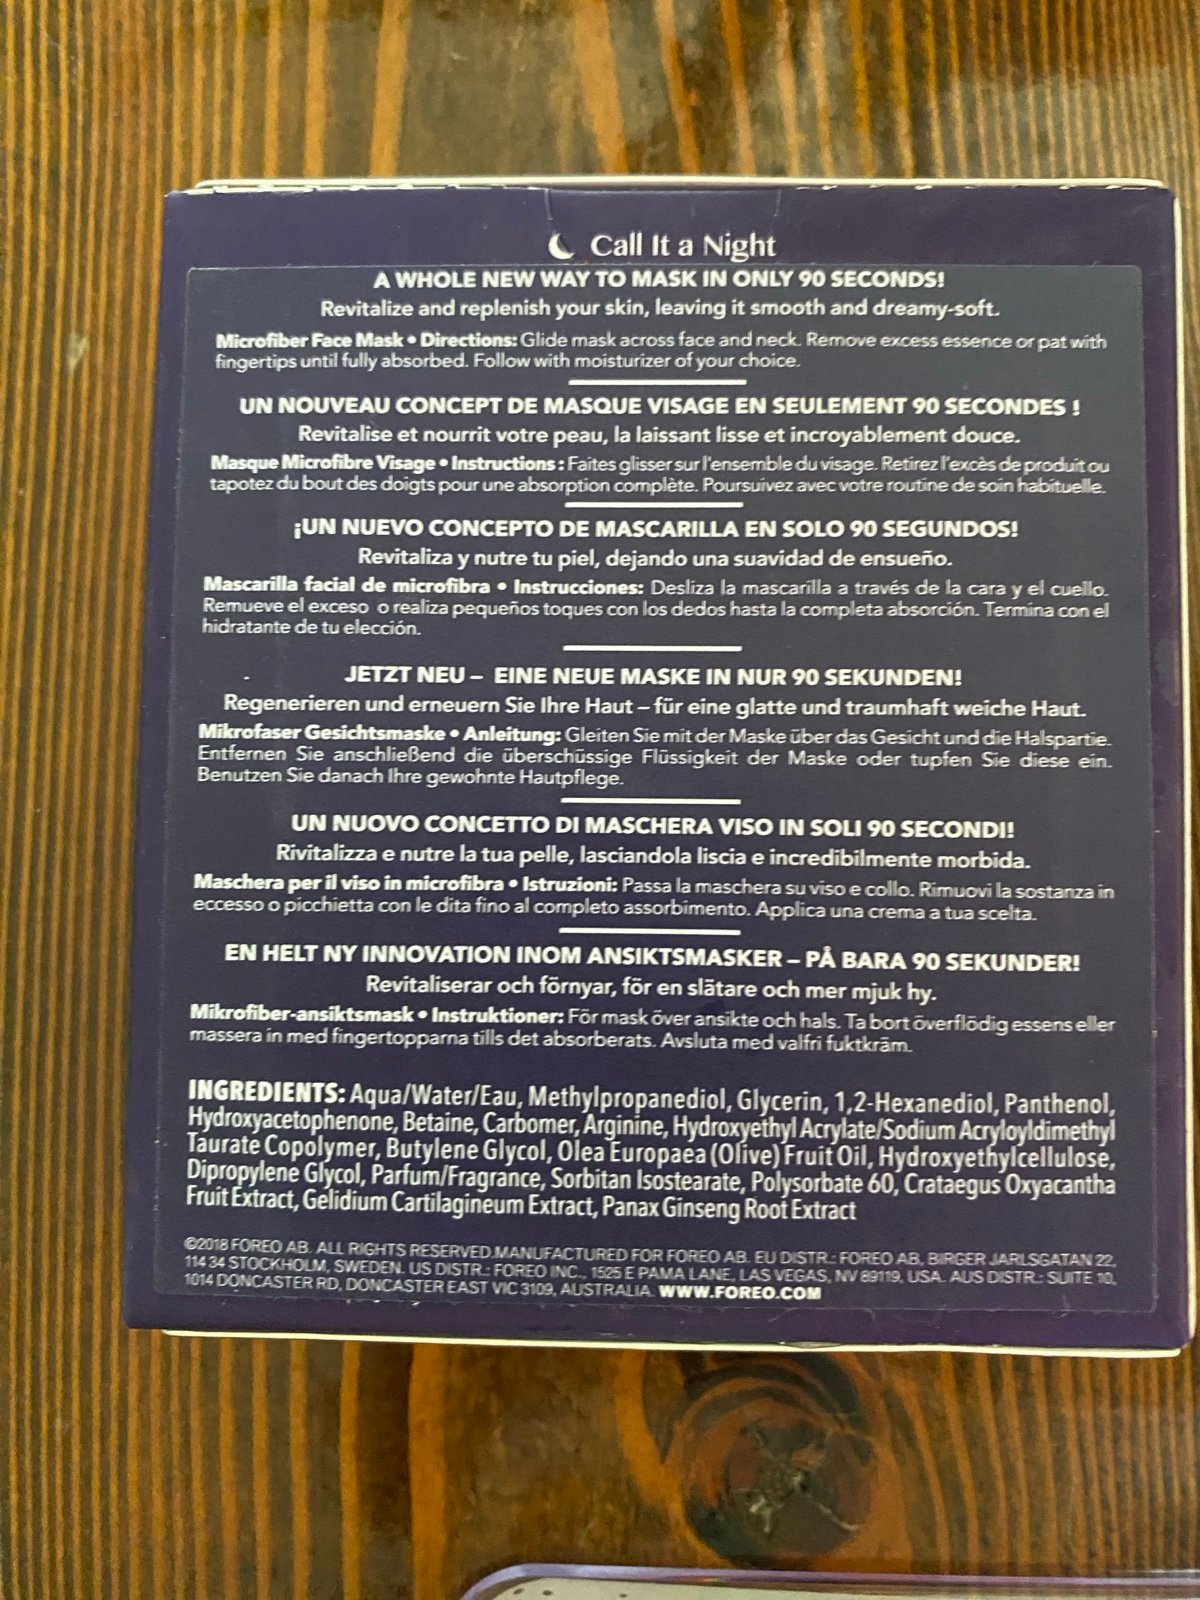 Call It a Night
A WHOLE NEW WAY TO MASK IN ONLY 90 SECONDS!
Revitalize and replenish your skin, leaving it smooth and dreamy-soft.
Microfiber Face Mask • Directions: Glide mask across face and neck. Remove excess essence or pat with
fingertips until fully absorbed. Follow with moisturizer of your choice.
UN NOUVEAU CONCEPT DE MASQUE VISAGE EN SEULEMENT 90 SECONDES !
Revitalise et nourrit votre peau, la laissant lisse et incroyablement douce.
Masque Microfibre Visage • Instructions : Faites glisser sur l'ensemble du visage. Retirez l'excès de produit ou
tapotez du bout des doigts pour une absorption complète. Poursuivez avec votre routine de soin habituelle.
¡UN NUEVO CONCEPTO DE MASCARILLA EN SOLO 90 SEGUNDOS!
Revitaliza y nutre tu piel, dejando una suavidad de ensueño.
Mascarilla facial de microfibra • Instrucciones: Desliza la mascarilla a través de la cara y el cuello.
Remueve el exceso o realiza pequeños toques con los dedos hasta la completa absorción. Termina con el
hidratante de tu elección.
JETZT NEU – EINE NEUE MASKE IN NUR 90 SEKUNDEN!
Regenerieren und erneuern Sie Ihre Haut – für eine glatte und traumhaft weiche Haut.
Mikrofaser Gesichtsmaske • Anleitung: Gleiten Sie mit der Maske über das Gesicht und die Halspartie.
Entfernen Sie anschließend die überschüssige Flüssigkeit der Maske oder tupfen Sie diese ein.
Benutzen Sie danach Ihre gewohnte Hautpflege.
UN NUOVO CONCETTO DI MASCHERA VISO IN SOLI 90 SECONDI!
Rivitalizza e nutre la tua pelle, lasciandola liscia e incredibilmente morbida.
Maschera per il viso in microfibra • Istruzioni: Passa la maschera su viso e collo. Rimuovi la sostanza in
eccesso o picchietta con le dita fino al completo assorbimento. Applica una crema a tua scelta.
EN HELT NY INNOVATION INOM ANSIKTSMASKER – PÅ BARA 90 SEKUNDER!
Revitaliserar och förnyar, för en slätare och mer mjuk hy.
Mikrofiber-ansiktsmask • Instruktioner: För mask över ansikte och hals. Ta bort överflödig essens eller
massera in med fingertopparna tills det absorberats. Avsluta med valfri fuktkräm.
INGREDIENTS: Aqua/Water/Eau, Methylpropanediol, Glycerin, 1,2-Hexanediol, Panthenol,
Hydroxyacetophenone, Betaine, Carbomer, Arginine, Hydroxyethyl Acrylate/Sodium Acryloyldimethyl
Taurate Copolymer, Butylene Glycol, Olea Europaea (Olive) Fruit Oil, Hydroxyethylcellulose,
Dipropylene Glycol, Parfum/Fragrance, Sorbitan Isostearate, Polysorbate 60, Crataegus Oxyacantha
Fruit Extract, Gelidium Cartilagineum Extract, Panax Ginseng Root Extract
©2018 FOREO AB. ALL RIGHTS RESERVED.MANUFACTURED FOR FOREO AB. EU DISTR.: FOREO AB, BIRGER JARLSGATAN 22,
114 34 STOCKHOLM, SWEDEN. US DISTR.: FOREO INC., 1525 E PAMA LANE, LAS VEGAS, NV 89119, USA. AUS DISTR.: SUITE 10,
1014 DONCASTER RD, DONCASTER EAST VIC 3109, AUSTRALIA. WWW.FOREO.COM